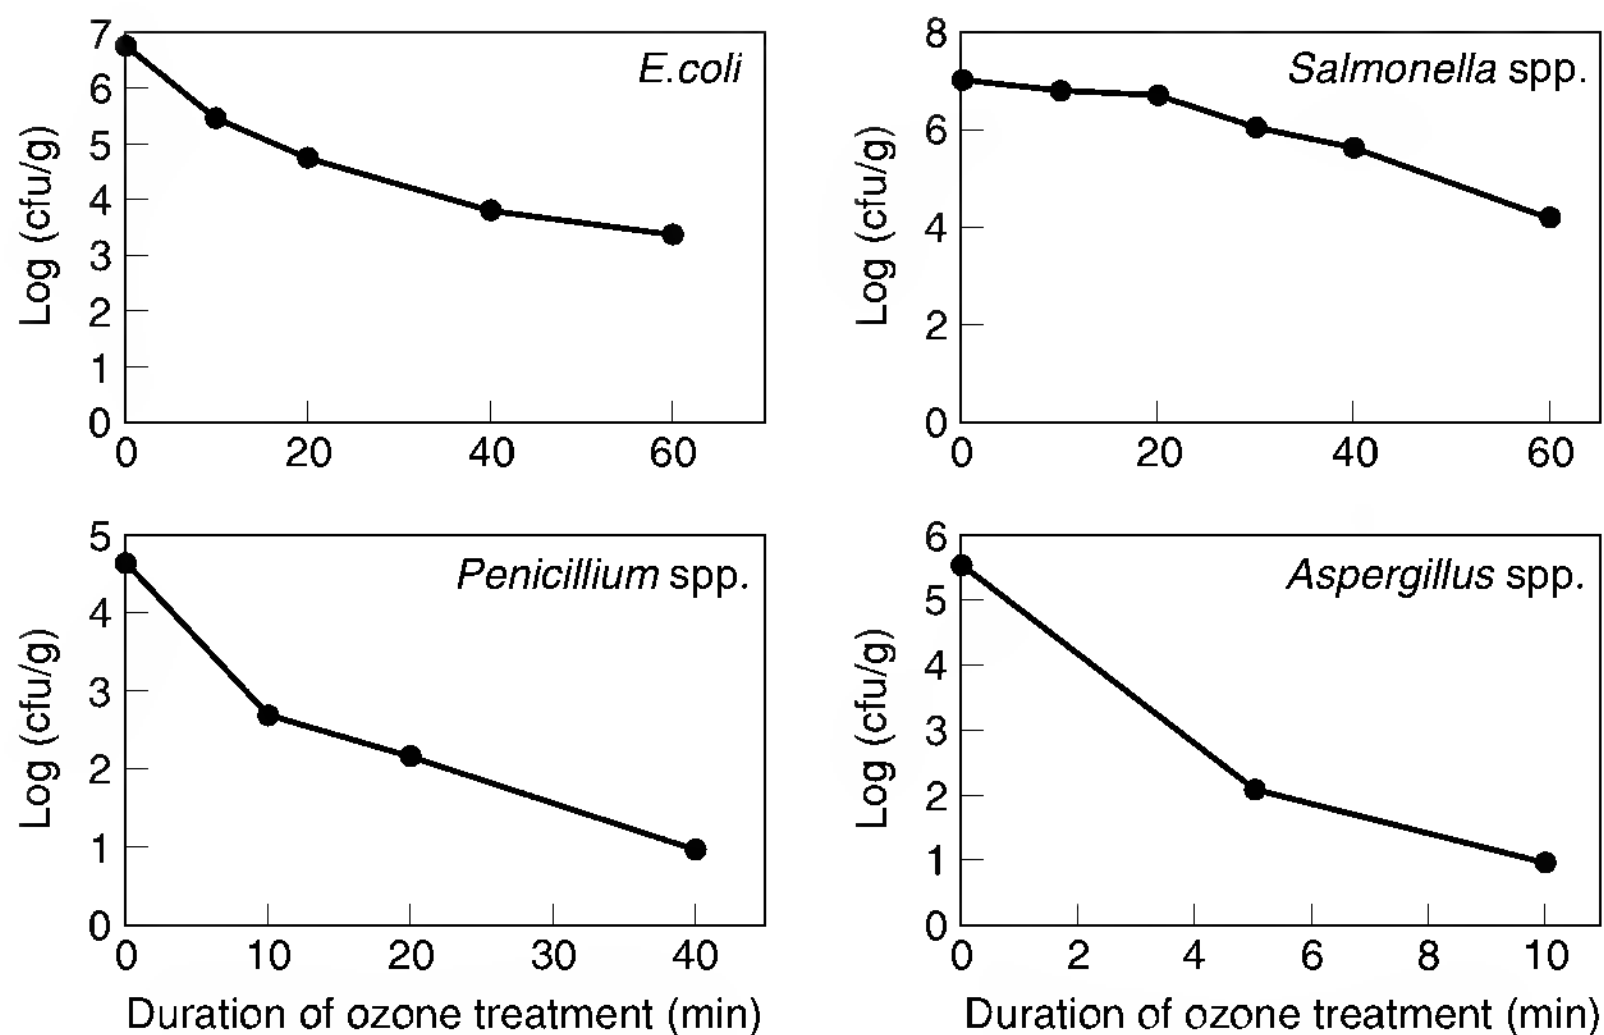 E.coli
Log (cfu/g)
7
6
5
4
3
2
1
0
0 20 40 60
Salmonella spp.
Log (cfu/g)
8
6
4
2
0
0 20 40 60
Penicillium spp.
Log (cfu/g)
5
4
3
2
1
0
0 10 20 30 40
Duration of ozone treatment (min)
Aspergillus spp.
Log (cfu/g)
6
5
4
3
2
1
0
0 2 4 6 8 10
Duration of ozone treatment (min)